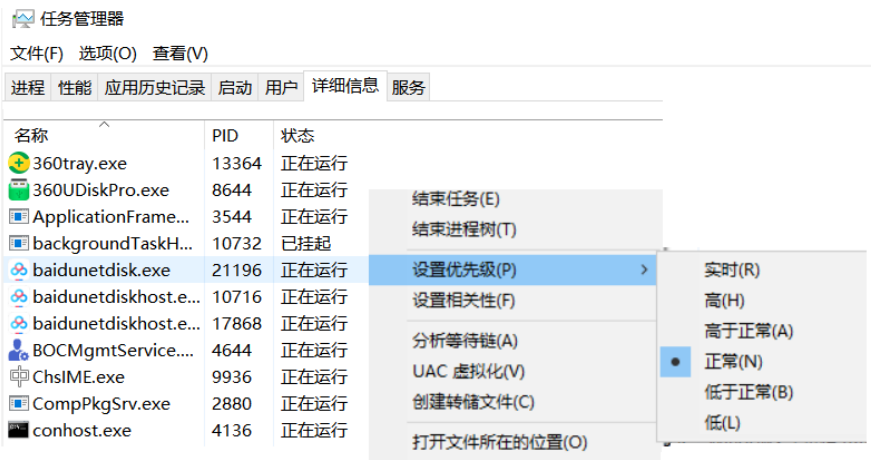 任务管理器
文件(F) 选项(O) 查看(V)
进程 性能 应用历史记录 启动 用户 详细信息 服务
名称 PID 状态
360tray.exe 13364 正在运行
360UDiskPro.exe 8644 正在运行
ApplicationFrame... 3544 正在运行
backgroundTaskH... 10732 已挂起
baidunetdisk.exe 21196 正在运行
baidunetdiskhost.e... 10716 正在运行
baidunetdiskhost.e... 17868 正在运行
BOCMgmtService.... 4644 正在运行
ChsIME.exe 9936 正在运行
CompPkgSrv.exe 2880 正在运行
conhost.exe 4136 正在运行
结束任务(E)
结束进程树(T)
设置优先级(P)
设置相关性(F)
分析等待链(A)
UAC 虚拟化(V)
创建转储文件(C)
打开文件所在的位置(O)
实时(R)
高(H)
高于正常(A)
正常(N)
低于正常(B)
低(L)